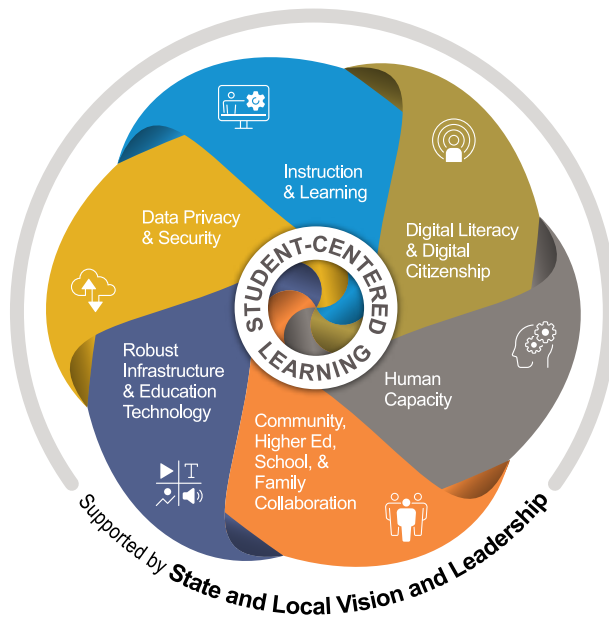 Instruction
& Learning
Digital Literacy
& Digital
Citizenship
Human
Capacity
Community,
Higher Ed,
School, &
Family
Collaboration
Robust
Infrastructure
& Education
Technology
T
Data Privacy
& Security
STUDENT-CENTERED
LEARNING
Supported by State and Local Vision and Leadership